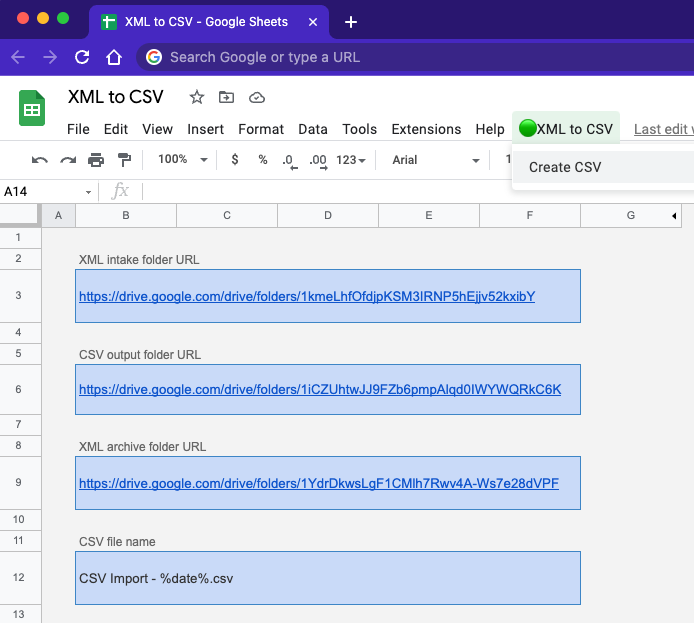 XML to CSV - Google Sheets
Search Google or type a URL
XML to CSV
File Edit View Insert Format Data Tools Extensions Help XML to CSV Last edit
100% $ % .0 .00 123 Arial 1
Create CSV
A14 fx
A B C D E F G
1
2 XML intake folder URL
3 https://drive.google.com/drive/folders/1kmeLhfOfdjpKSM3IRNP5hEjjv52kxibY
4
5 CSV output folder URL
6 https://drive.google.com/drive/folders/1iCZUhtwJJ9FZb6pmpAlqd0IWYWQRkC6K
7
8 XML archive folder URL
9 https://drive.google.com/drive/folders/1YdrDkwsLgF1CMlh7Rwv4A-Ws7e28dVPF
10
11 CSV file name
12 CSV Import - %date%.csv
13